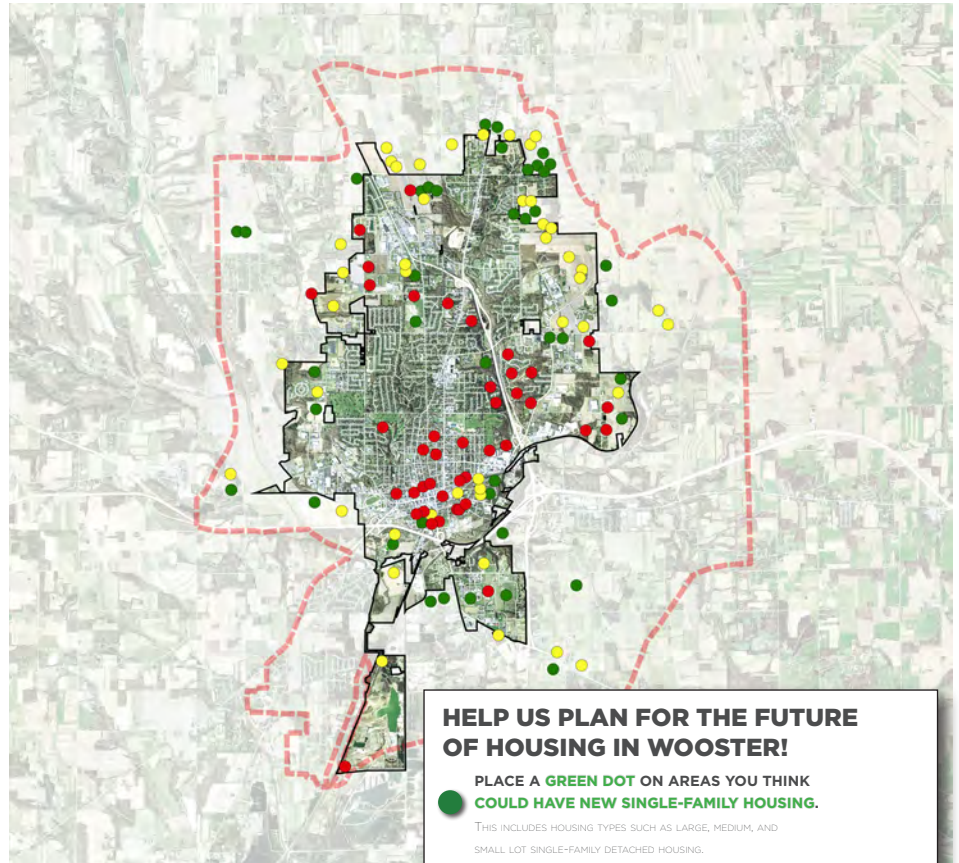 HELP US PLAN FOR THE FUTURE
OF HOUSING IN WOOSTER!
PLACE A GREEN DOT ON AREAS YOU THINK
COULD HAVE NEW SINGLE-FAMILY HOUSING.
THIS INCLUDES HOUSING TYPES SUCH AS LARGE, MEDIUM, AND
SMALL LOT SINGLE-FAMILY DETACHED HOUSING.